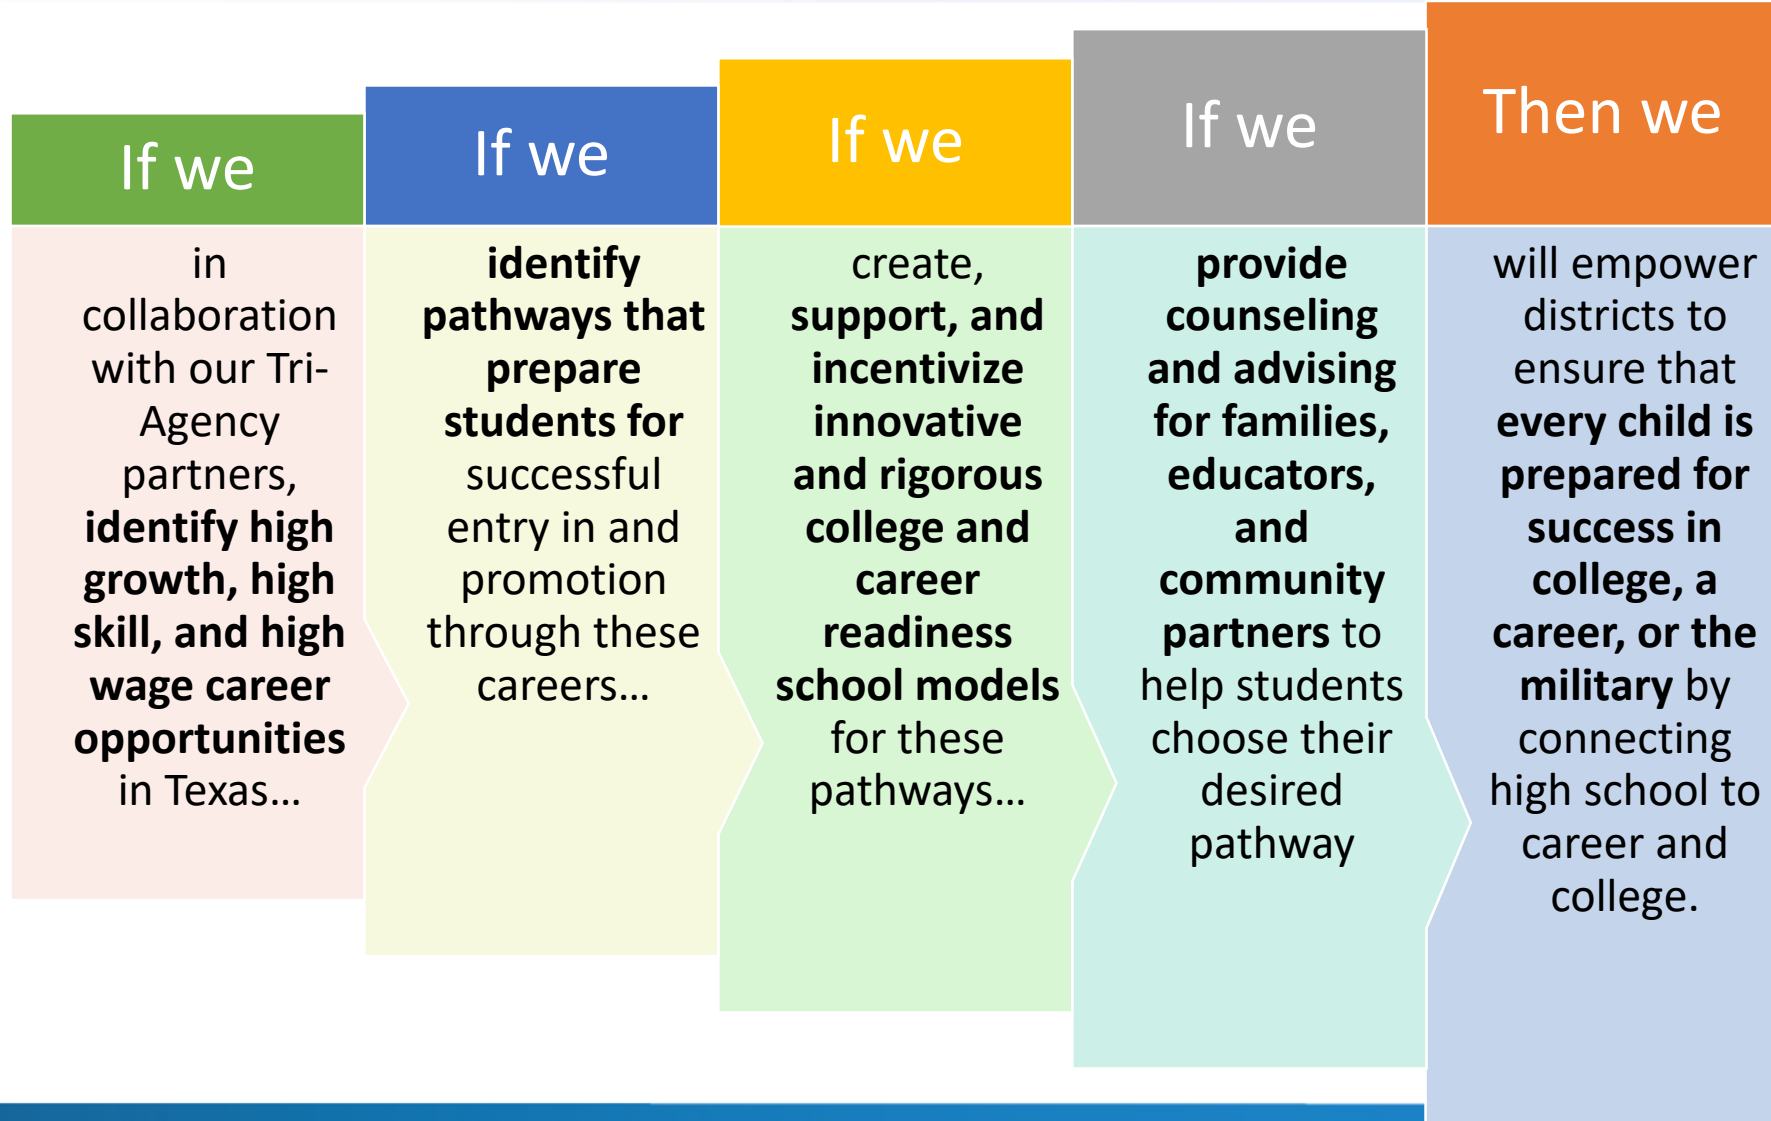 If we
in
collaboration
with our Tri-
Agency
partners,
identify high
growth, high
skill, and high
wage career
opportunities
in Texas…
If we
identify
pathways that
prepare
students for
successful
entry in and
promotion
through these
careers…
If we
create,
support, and
incentivize
innovative
and rigorous
college and
career
readiness
school models
for these
pathways…
If we
provide
counseling
and advising
for families,
educators,
and
community
partners to
help students
choose their
desired
pathway
Then we
will empower
districts to
ensure that
every child is
prepared for
success in
college, a
career, or the
military by
connecting
high school to
career and
college.